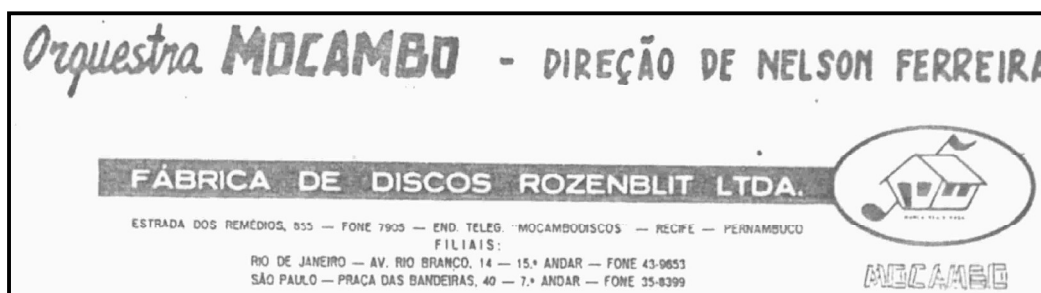 Orquestra MOCAMBO - DIREÇÃO DE NELSON FERREIRA
FÁBRICA DE DISCOS ROZENBLIT LTDA.
ESTRADA DOS REMÉDIOS, 855 — FONE 7905 — END. TELEG. "MOCAMBODISCOS" — RECIFE — PERNAMBUCO
FILIAIS:
RIO DE JANEIRO — AV. RIO BRANCO, 14 — 15.º ANDAR — FONE 43-9653
SÃO PAULO — PRAÇA DAS BANDEIRAS, 40 — 7.º ANDAR — FONE 35-8399
MOCAMBO